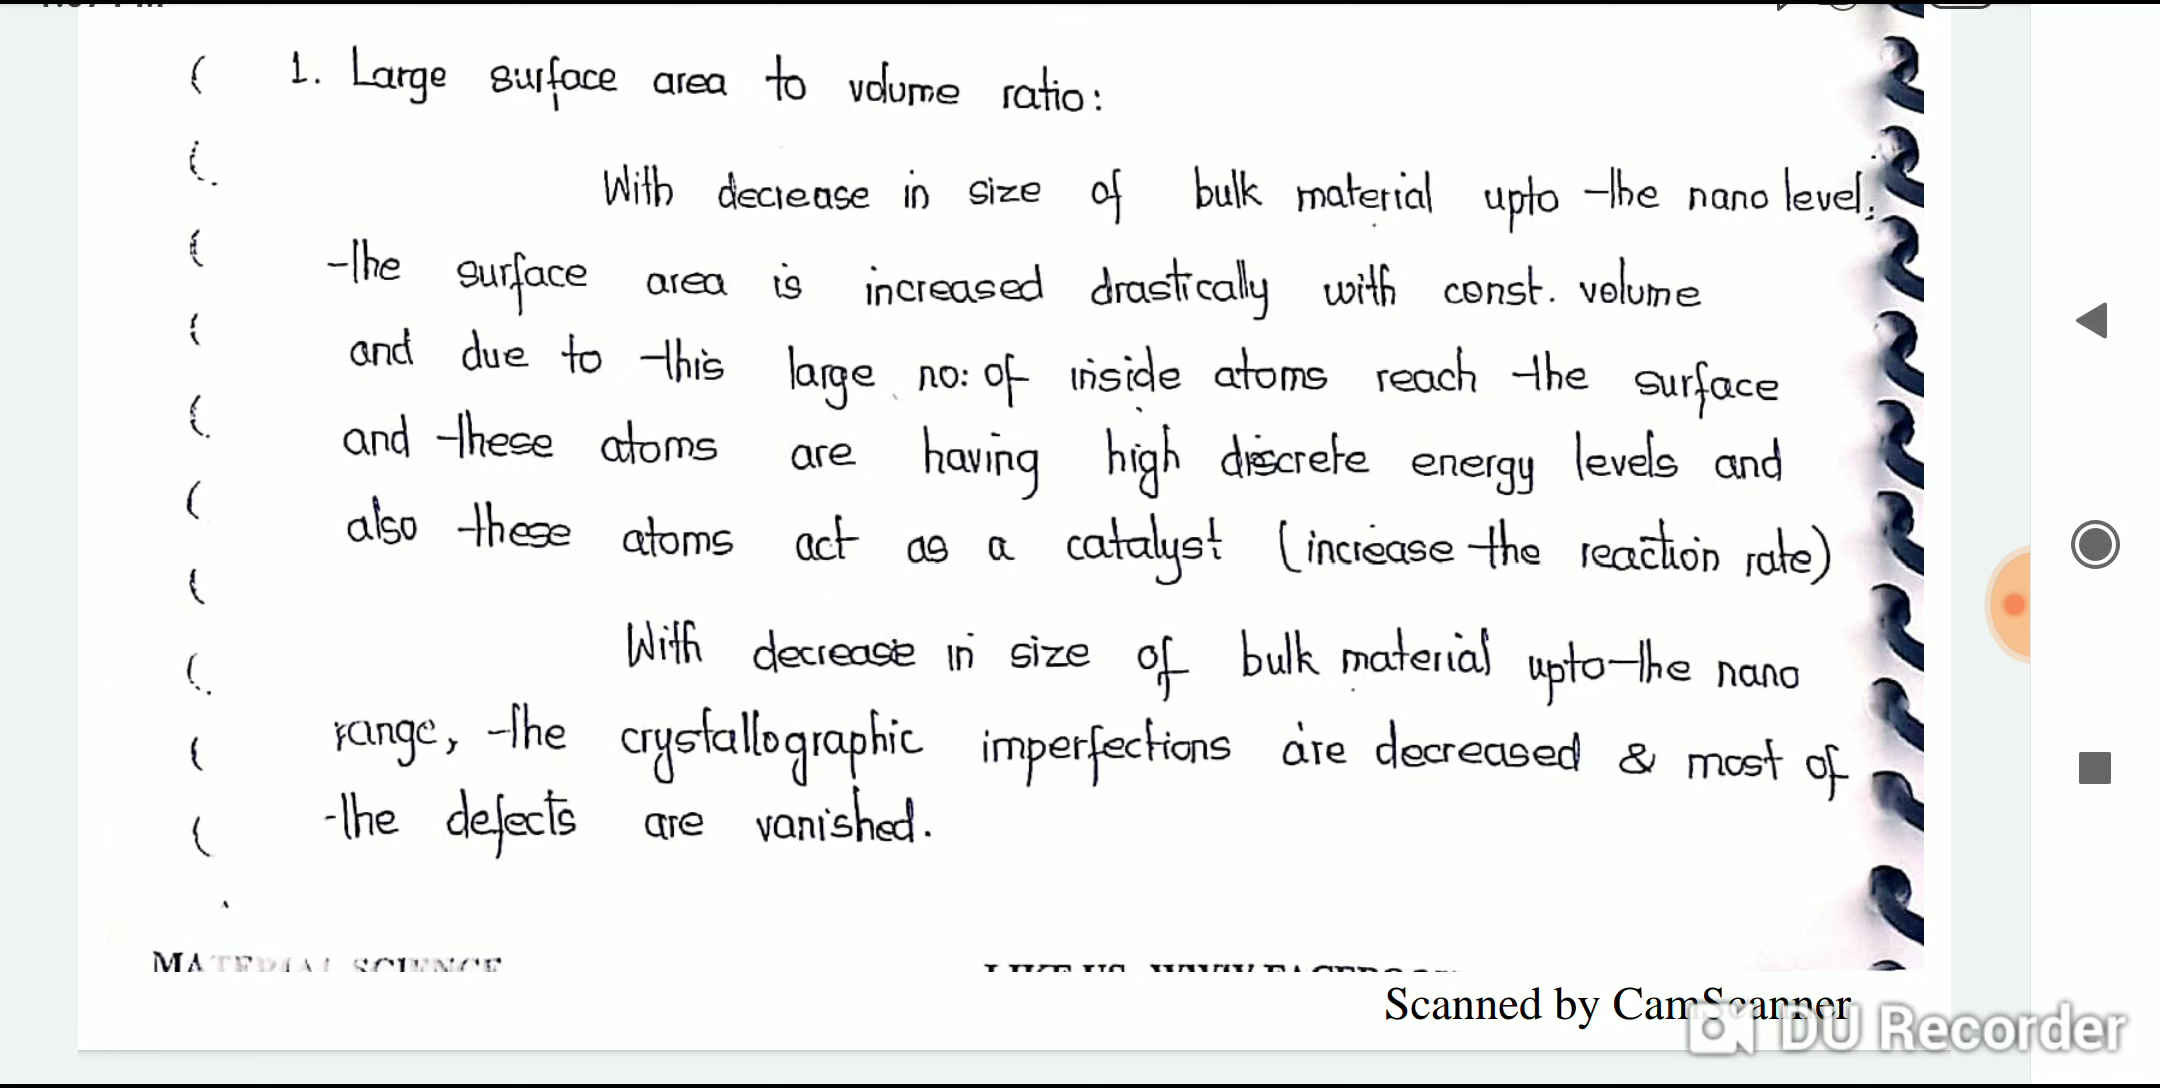 1. Large surface area to volume ratio:
With decrease in size of bulk material upto the nano level,
the surface area is increased drastically with const. volume
and due to this large no: of inside atoms reach the surface
and these atoms are having high discrete energy levels and
also these atoms act as a catalyst (increase the reaction rate)
With decrease in size of bulk material upto the nano
range, the crystallographic imperfections are decreased & most of
the defects are vanished.
MATERIAL SCIENCE
Scanned by CamScanner
DU Recorder